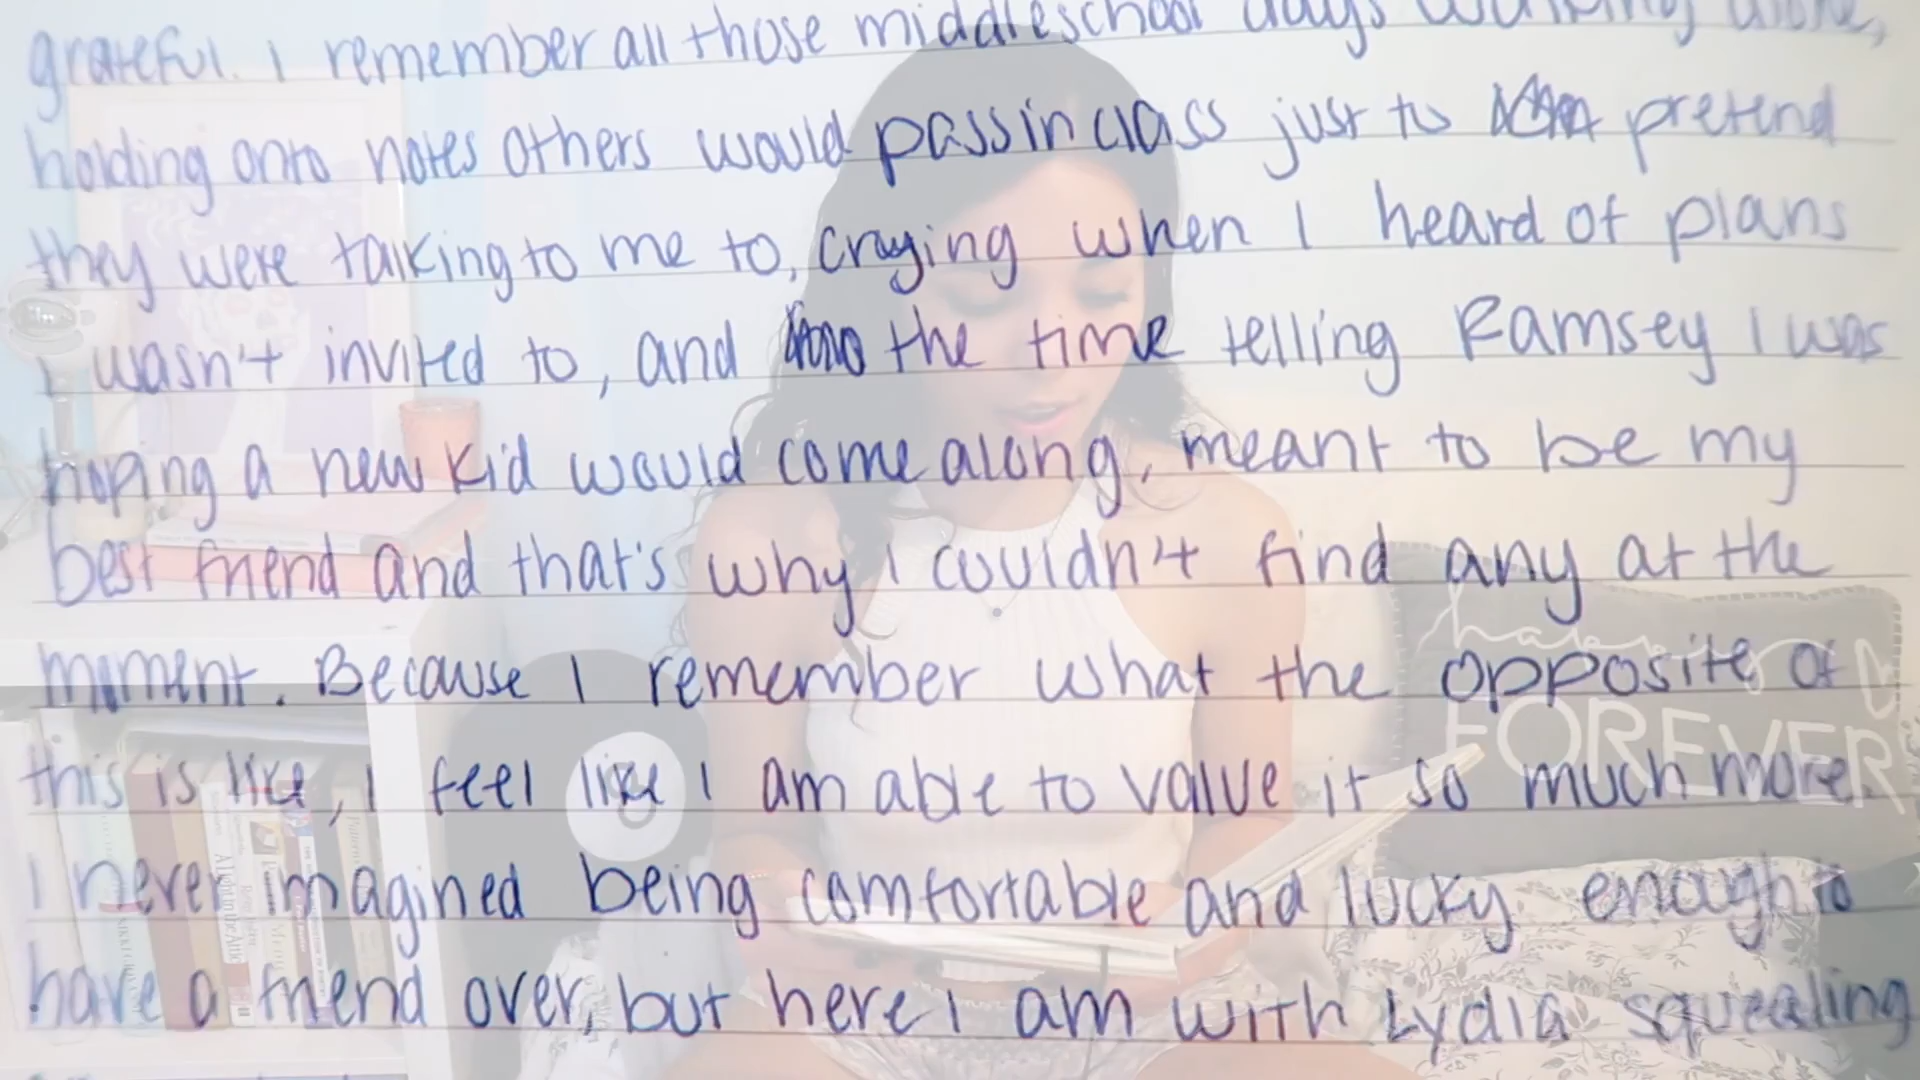 grateful. I remember all those middleschool days walking alone,
holding onto notes others would pass in class just to pretend
they were talking to me to, crying when I heard of plans
I wasn't invited to, and the time telling Ramsey I was
hoping a new kid would come along, meant to be my
best friend and that's why I couldn't find any at the
moment. Because I remember what the opposite of
this is like, I feel like I am able to value it so much more.
I never imagined being comfortable and lucky enough to
have a friend over, but here I am with Lydia squealing
FOREVER